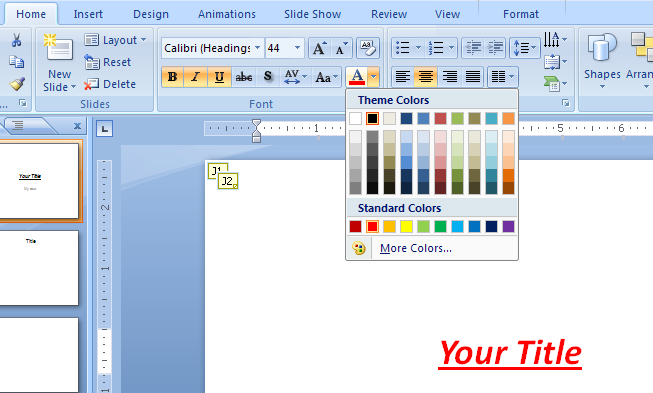 Home Insert Design Animations Slide Show Review View Format
Calibri (Headings 44 A A
New Slide
Layout
Reset
Delete
B I U abc S AV Aa A
Slides Font
Shapes Arran
Theme Colors
Standard Colors
More Colors...
1 5 6
2
1
J1
J2
Your Title
Title
Your Title